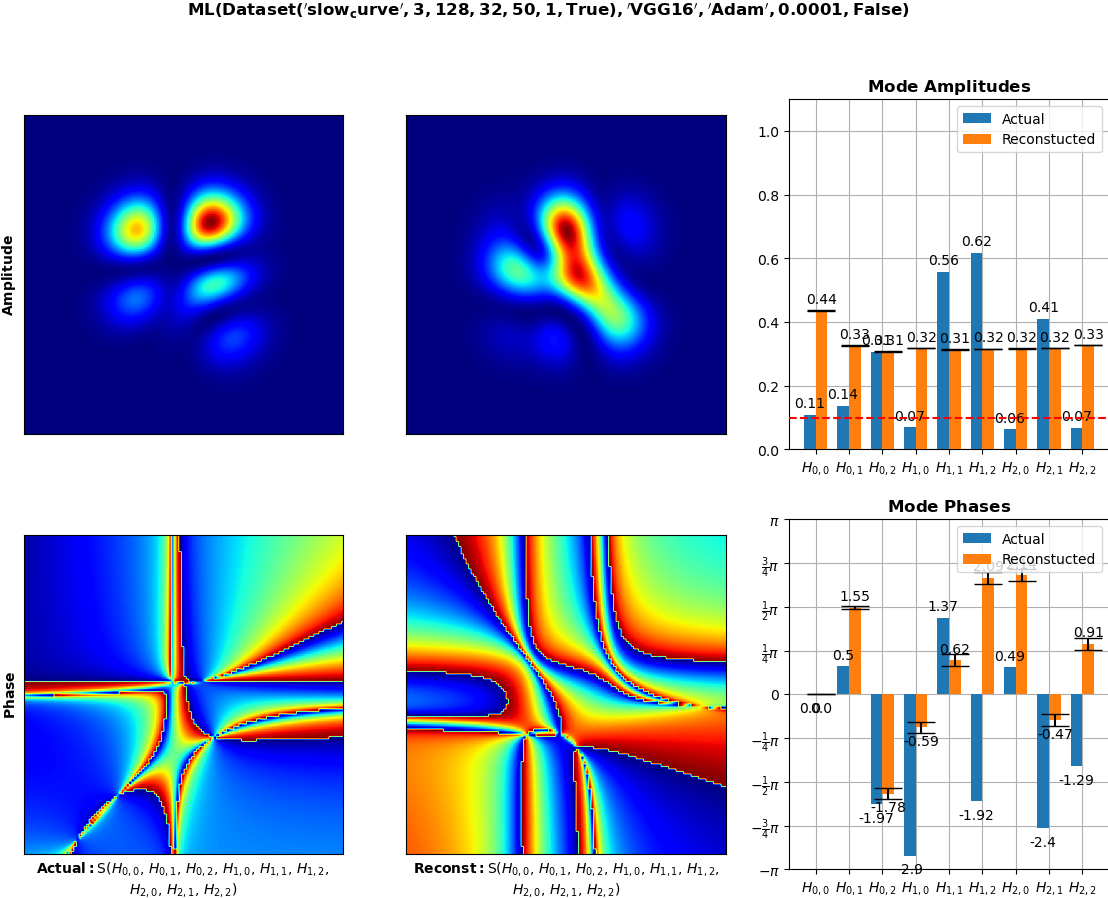 ML(Dataset('slow_curve', 3, 128, 32, 50, 1, True), 'VGG16', 'Adam', 0.0001, False)
Mode Amplitudes
Actual
Reconstucted
1.0
0.8
0.6
0.4
0.2
0.0
0.11
0.44
0.14
0.33
0.31
0.31
0.07
0.32
0.56
0.31
0.62
0.32
0.06
0.32
0.41
0.32
0.07
0.33
H0,0 H0,1 H0,2 H1,0 H1,1 H1,2 H2,0 H2,1 H2,2
Amplitude
Mode Phases
Actual
Reconstucted
π
3/4π
1/2π
1/4π
0
−1/4π
−1/2π
−3/4π
−π
0.0
0.0
0.5
1.55
-1.97
-1.78
-2.9
-0.59
1.37
0.62
-1.92
2.09
0.49
-2.4
-0.47
-1.29
0.91
H0,0 H0,1 H0,2 H1,0 H1,1 H1,2 H2,0 H2,1 H2,2
Phase
Actual: S(H0,0, H0,1, H0,2, H1,0, H1,1, H1,2,
H2,0, H2,1, H2,2)
Reconst: S(H0,0, H0,1, H0,2, H1,0, H1,1, H1,2,
H2,0, H2,1, H2,2)